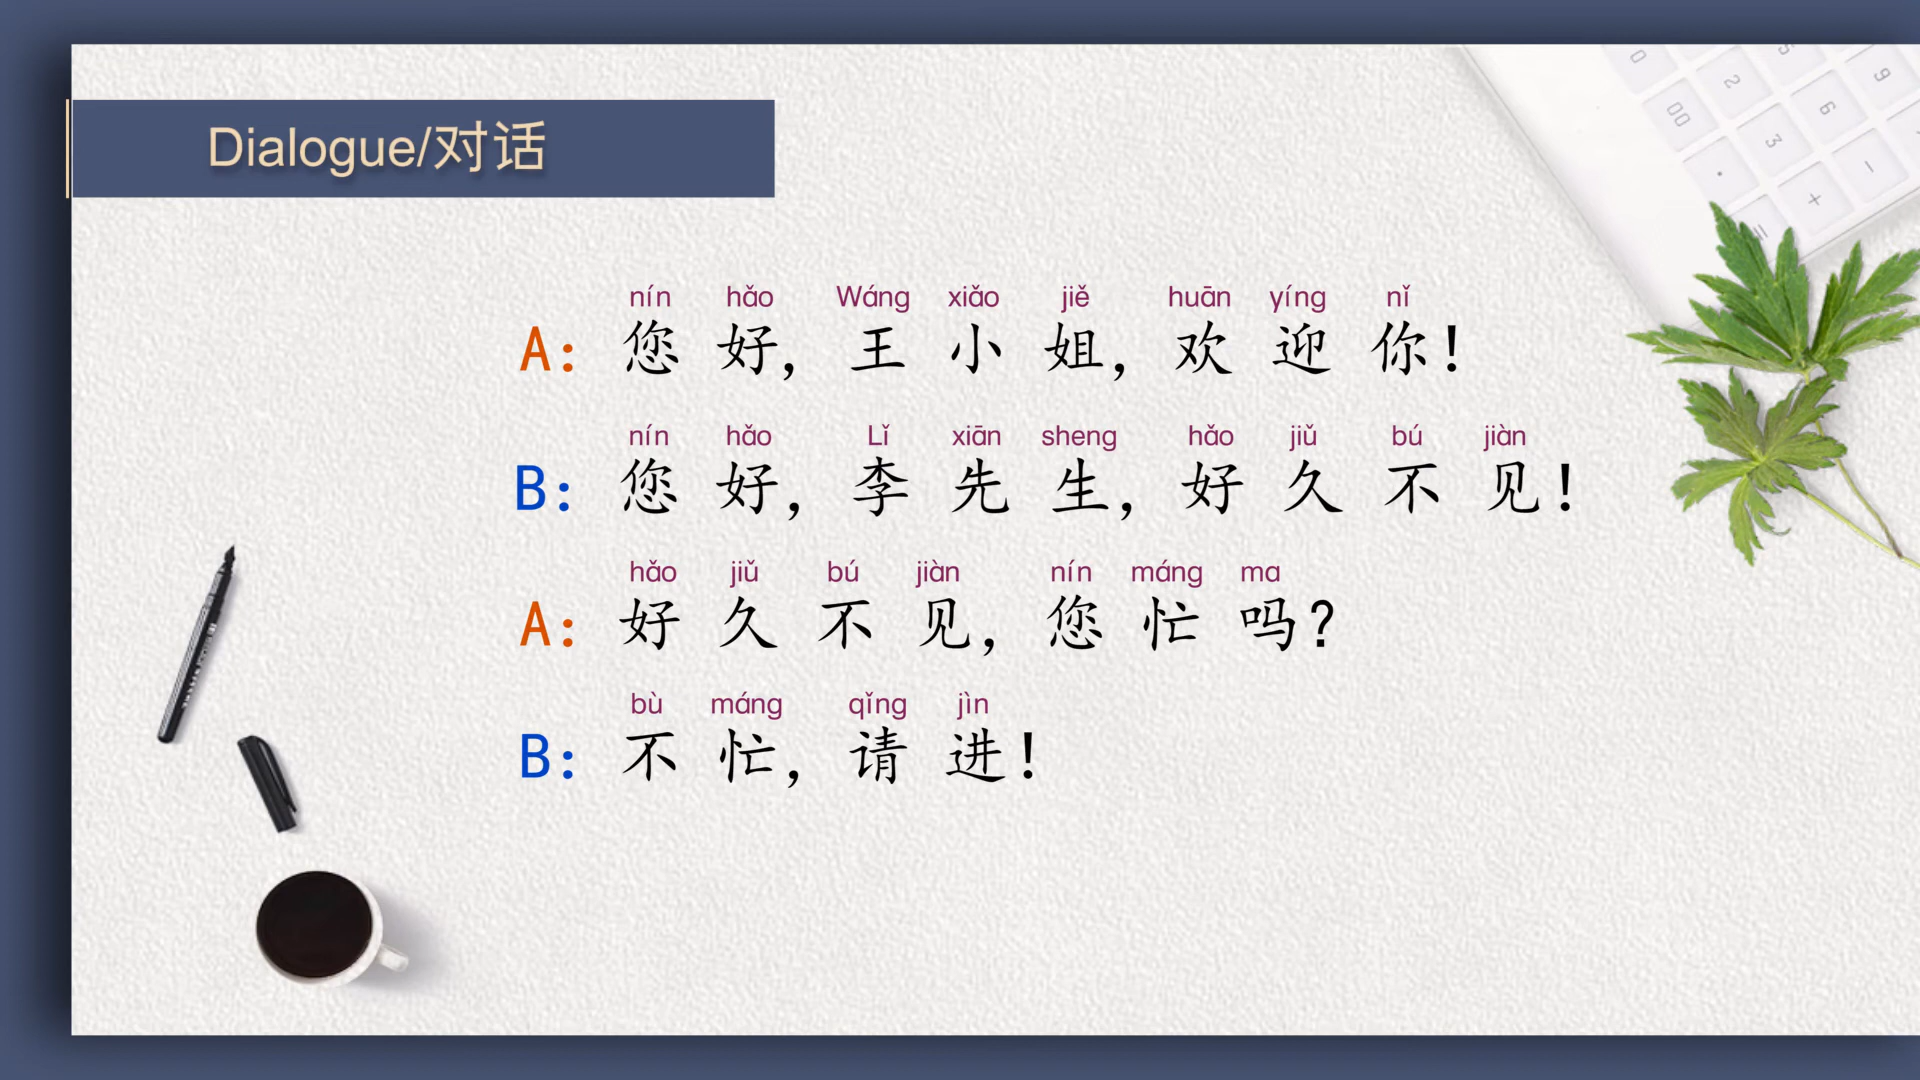 Dialogue/对话
nín hǎo Wáng xiǎo jiě huān yíng nǐ
A: 您好，王小姐，欢迎你！
nín hǎo Lǐ xiān sheng hǎo jiǔ bú jiàn
B: 您好，李先生，好久不见！
hǎo jiǔ bú jiàn nín máng ma
A: 好久不见，您忙吗？
bù máng qǐng jìn
B: 不忙，请进！